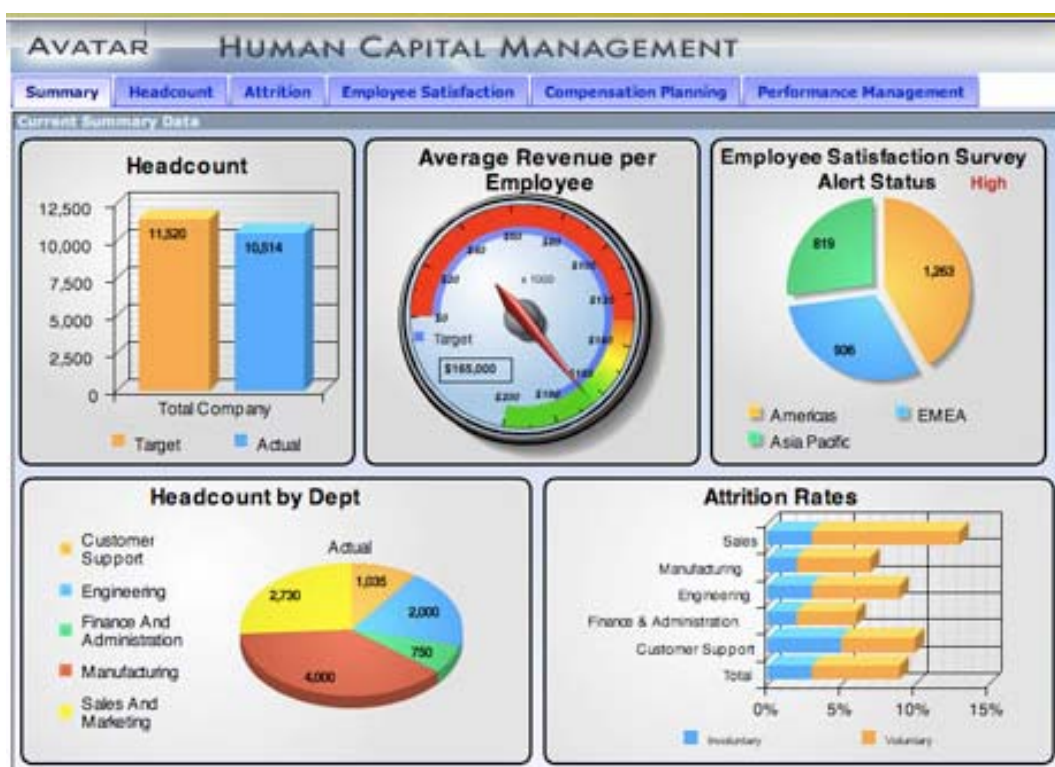 AVATAR HUMAN CAPITAL MANAGEMENT
Summary Headcount Attrition Employee Satisfaction Compensation Planning Performance Management
Current Summary Data
Headcount
12,500
10,000
7,500
5,000
2,500
0
11,520
10,514
Total Company
Target Actual
Average Revenue per
Employee
$0
$20
x 1000
$180
$200
Target
$165,000
Employee Satisfaction Survey
Alert Status High
819
1,263
936
Americas EMEA
Asia Pacific
Headcount by Dept
Customer
Support
Engineering
Finance And
Administration
Manufacturing
Sales And
Marketing
Actual
1,035
2,730
2,000
750
4,000
Attrition Rates
Sales
Manufacturing
Engineering
Finance & Administration
Customer Support
Total
0% 5% 10% 15%
Involuntary Voluntary